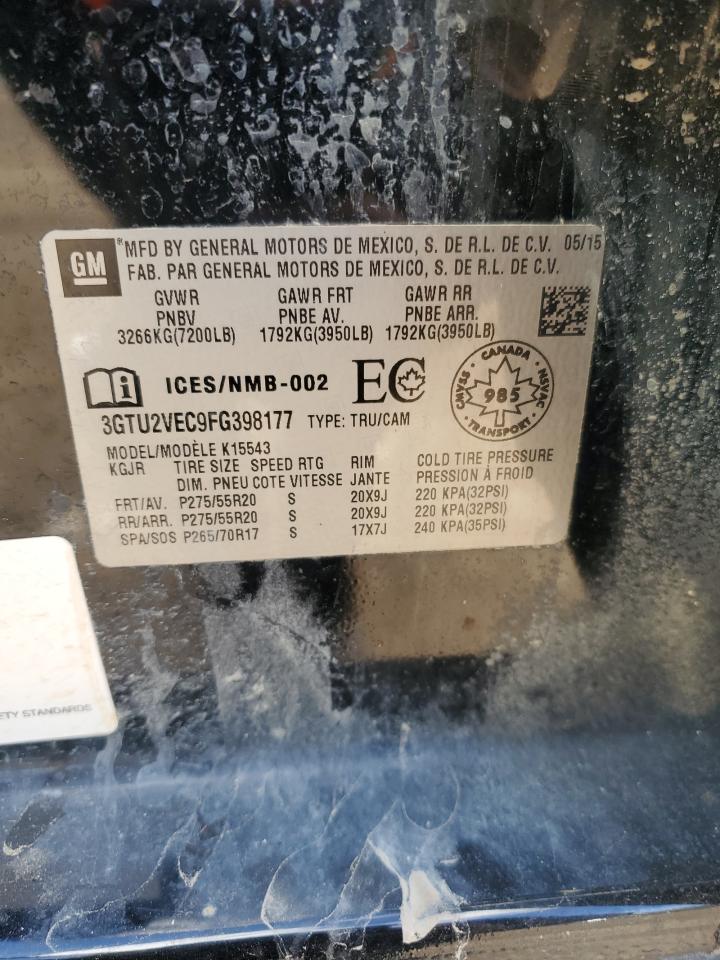 GM
*MFD BY GENERAL MOTORS DE MEXICO, S. DE R.L. DE C.V. 05/15
FAB. PAR GENERAL MOTORS DE MEXICO, S. DE R.L. DE C.V.
GVWR GAWR FRT GAWR RR
PNBV PNBE AV. PNBE ARR.
3266KG(7200LB) 1792KG(3950LB) 1792KG(3950LB)
i ICES/NMB-002 EC
CANADA
CMVSS 985 NSVAC
TRANSPORT
3GTU2VEC9FG398177 TYPE: TRU/CAM
MODEL/MODÈLE K15543
KGJR TIRE SIZE SPEED RTG RIM COLD TIRE PRESSURE
DIM. PNEU COTE VITESSE JANTE PRESSION À FROID
FRT/AV. P275/55R20 S 20X9J 220 KPA(32PSI)
RR/ARR. P275/55R20 S 20X9J 220 KPA(32PSI)
SPA/SOS P265/70R17 S 17X7J 240 KPA(35PSI)
STANDARDS